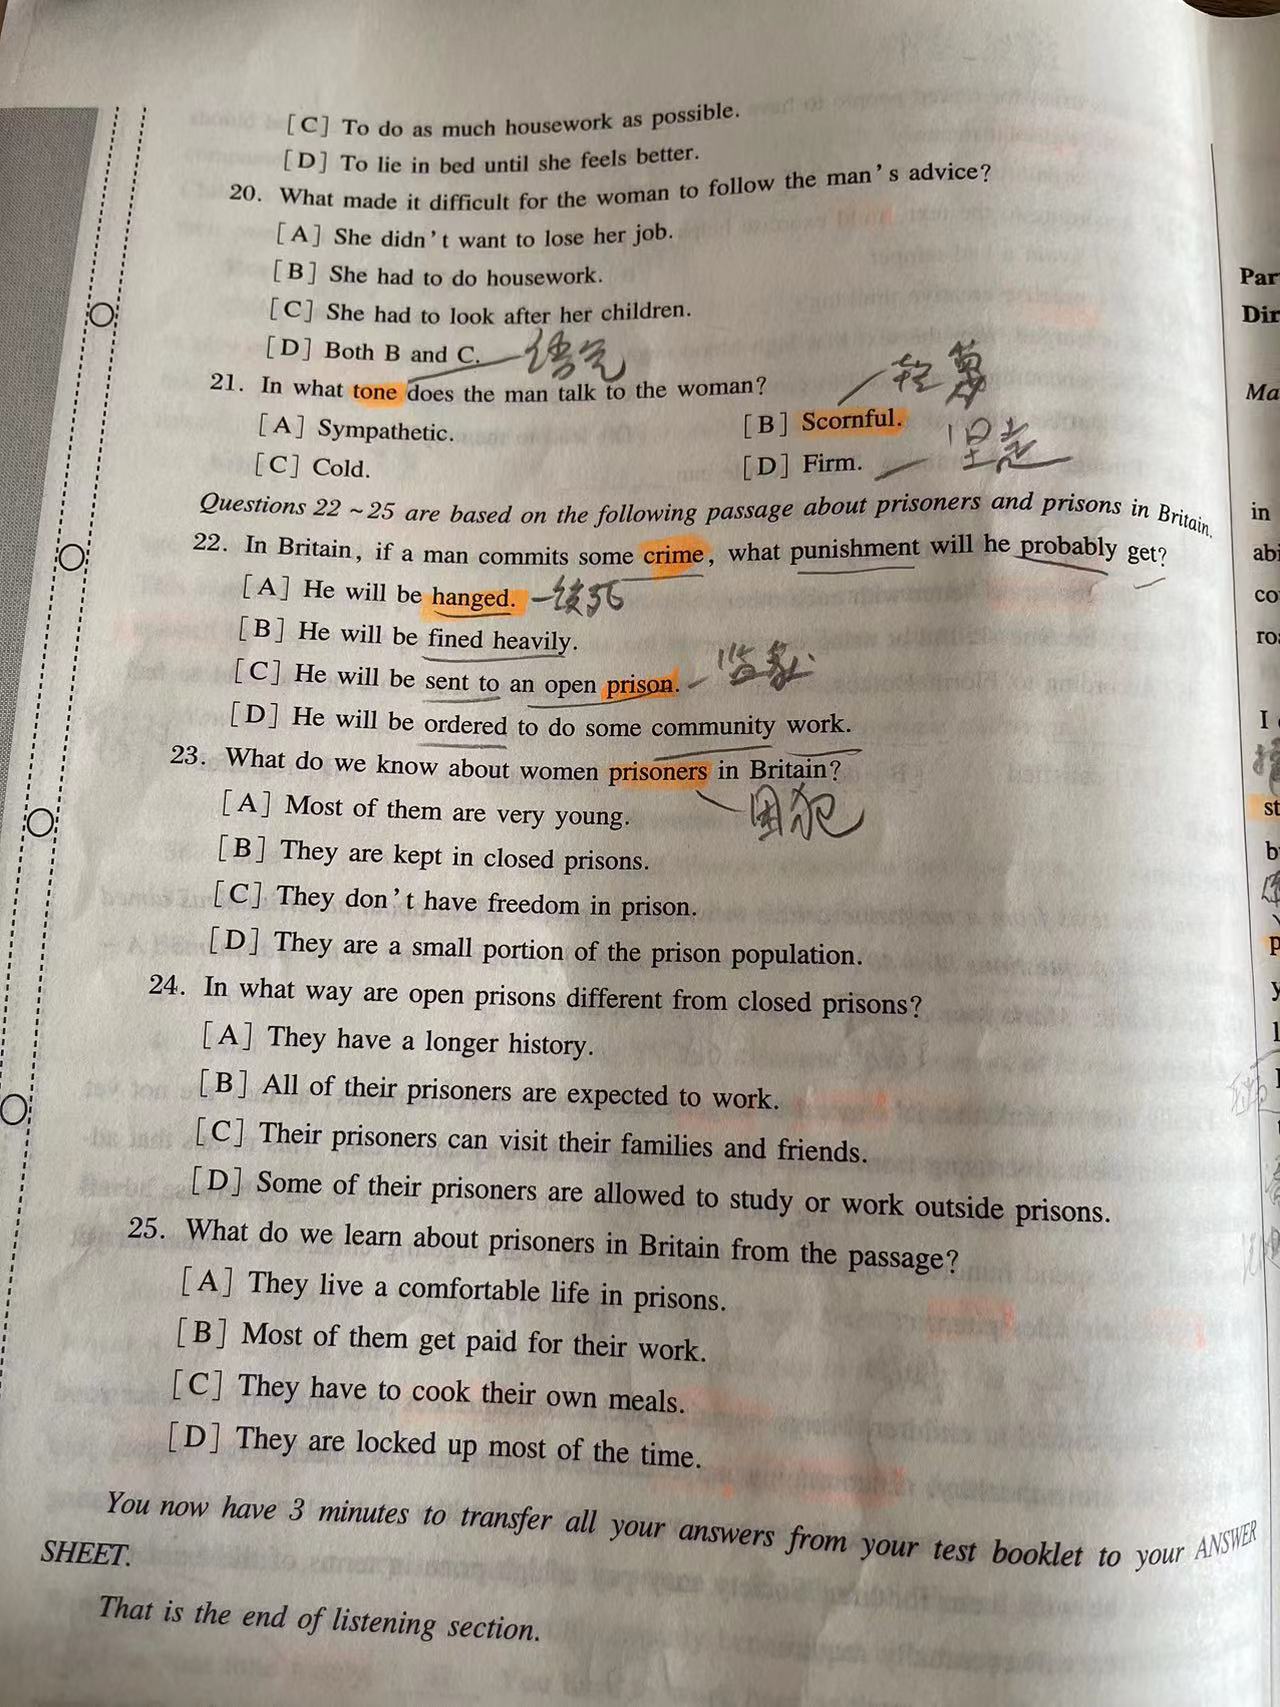 [C] To do as much housework as possible.
[D] To lie in bed until she feels better.
20. What made it difficult for the woman to follow the man's advice?
[A] She didn't want to lose her job.
[B] She had to do housework.
[C] She had to look after her children.
[D] Both B and C.
语气
21. In what tone does the man talk to the woman?
轻蔑
[A] Sympathetic. [B] Scornful.
[C] Cold. [D] Firm.
坚定
Questions 22~25 are based on the following passage about prisoners and prisons in Britain.
22. In Britain, if a man commits some crime, what punishment will he probably get?
[A] He will be hanged.
绞死
[B] He will be fined heavily.
[C] He will be sent to an open prison.
监狱
[D] He will be ordered to do some community work.
23. What do we know about women prisoners in Britain?
[A] Most of them are very young.
[B] They are kept in closed prisons.
[C] They don't have freedom in prison.
[D] They are a small portion of the prison population.
24. In what way are open prisons different from closed prisons?
[A] They have a longer history.
[B] All of their prisoners are expected to work.
[C] Their prisoners can visit their families and friends.
[D] Some of their prisoners are allowed to study or work outside prisons.
25. What do we learn about prisoners in Britain from the passage?
[A] They live a comfortable life in prisons.
[B] Most of them get paid for their work.
[C] They have to cook their own meals.
[D] They are locked up most of the time.
You now have 3 minutes to transfer all your answers from your test booklet to your ANSWER
SHEET.
That is the end of listening section.
Par
Dir
Ma
in
abi
co
ro
I
st
b
p
y